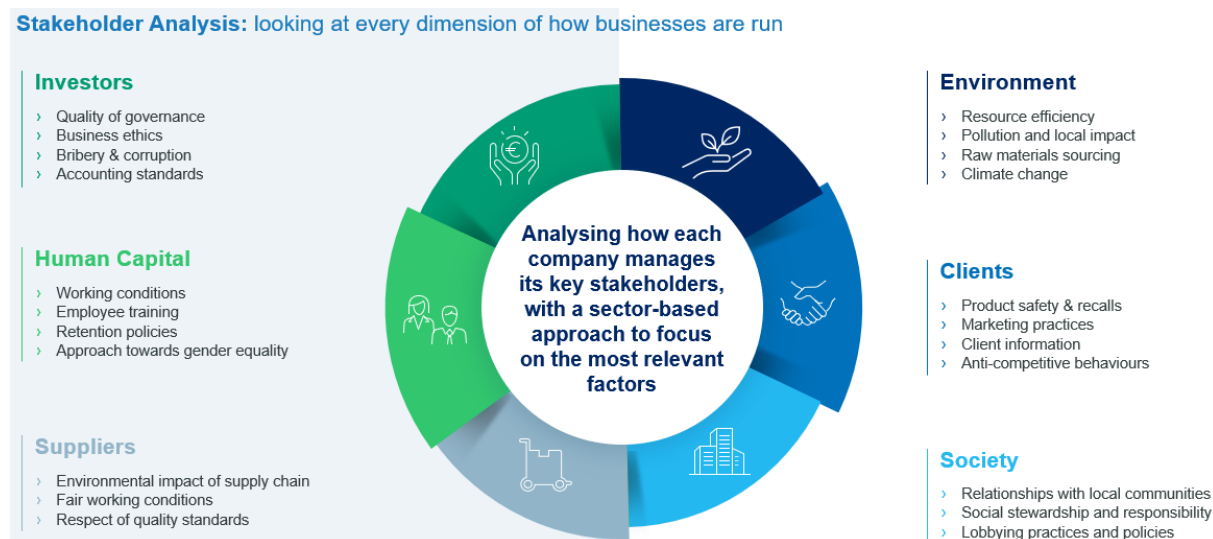 Stakeholder Analysis: looking at every dimension of how businesses are run
Investors
› Quality of governance
› Business ethics
› Bribery & corruption
› Accounting standards
Human Capital
› Working conditions
› Employee training
› Retention policies
› Approach towards gender equality
Suppliers
› Environmental impact of supply chain
› Fair working conditions
› Respect of quality standards
€
Analysing how each
company manages
its key stakeholders,
with a sector-based
approach to focus
on the most relevant
factors
Environment
› Resource efficiency
› Pollution and local impact
› Raw materials sourcing
› Climate change
Clients
› Product safety & recalls
› Marketing practices
› Client information
› Anti-competitive behaviours
Society
› Relationships with local communities
› Social stewardship and responsibility
› Lobbying practices and policies